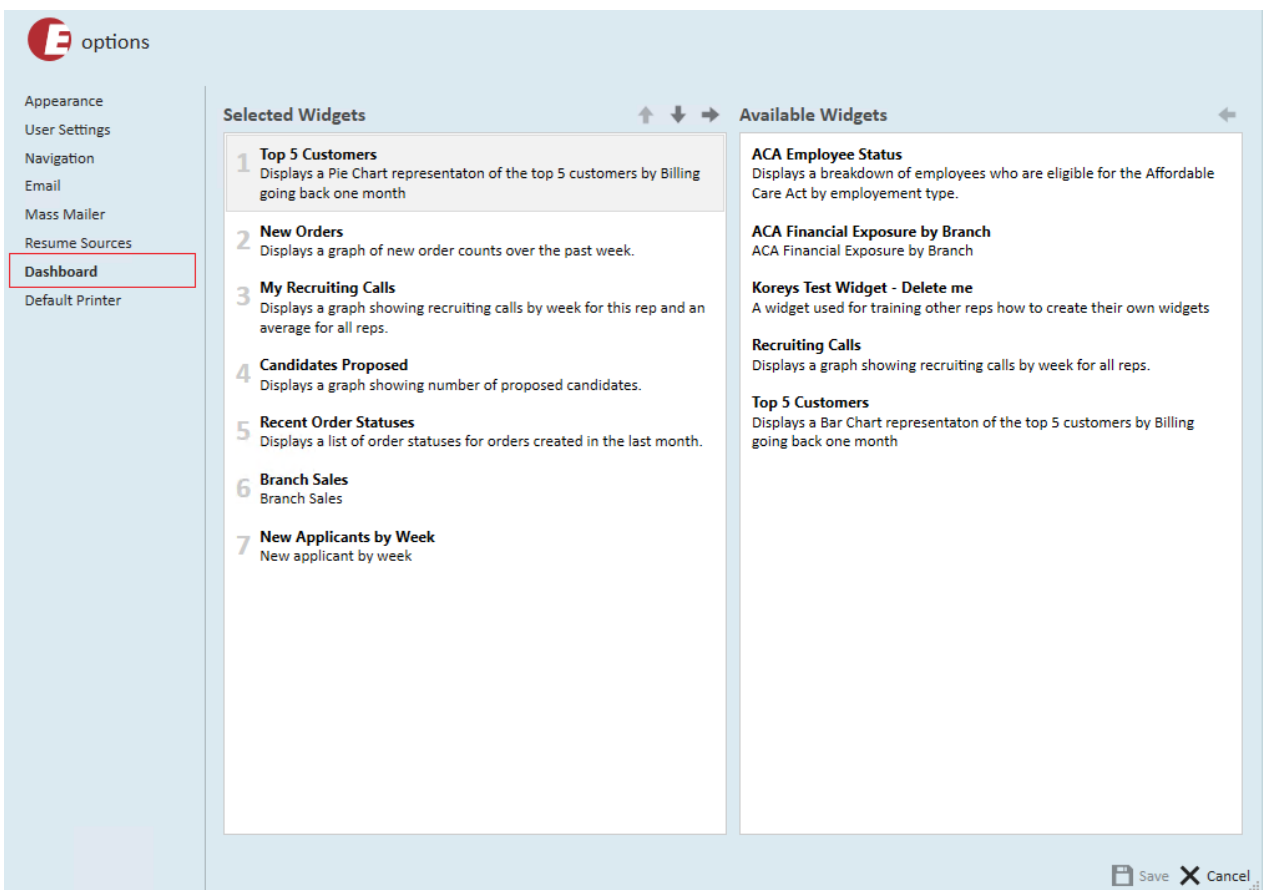 E options
Appearance
User Settings
Navigation
Email
Mass Mailer
Resume Sources
Dashboard
Default Printer
Selected Widgets
1 Top 5 Customers
Displays a Pie Chart representaton of the top 5 customers by Billing
going back one month
2 New Orders
Displays a graph of new order counts over the past week.
3 My Recruiting Calls
Displays a graph showing recruiting calls by week for this rep and an
average for all reps.
4 Candidates Proposed
Displays a graph showing number of proposed candidates.
5 Recent Order Statuses
Displays a list of order statuses for orders created in the last month.
6 Branch Sales
Branch Sales
7 New Applicants by Week
New applicant by week
Available Widgets
ACA Employee Status
Displays a breakdown of employees who are eligible for the Affordable
Care Act by employement type.
ACA Financial Exposure by Branch
ACA Financial Exposure by Branch
Koreys Test Widget - Delete me
A widget used for training other reps how to create their own widgets
Recruiting Calls
Displays a graph showing recruiting calls by week for all reps.
Top 5 Customers
Displays a Bar Chart representaton of the top 5 customers by Billing
going back one month
Save Cancel